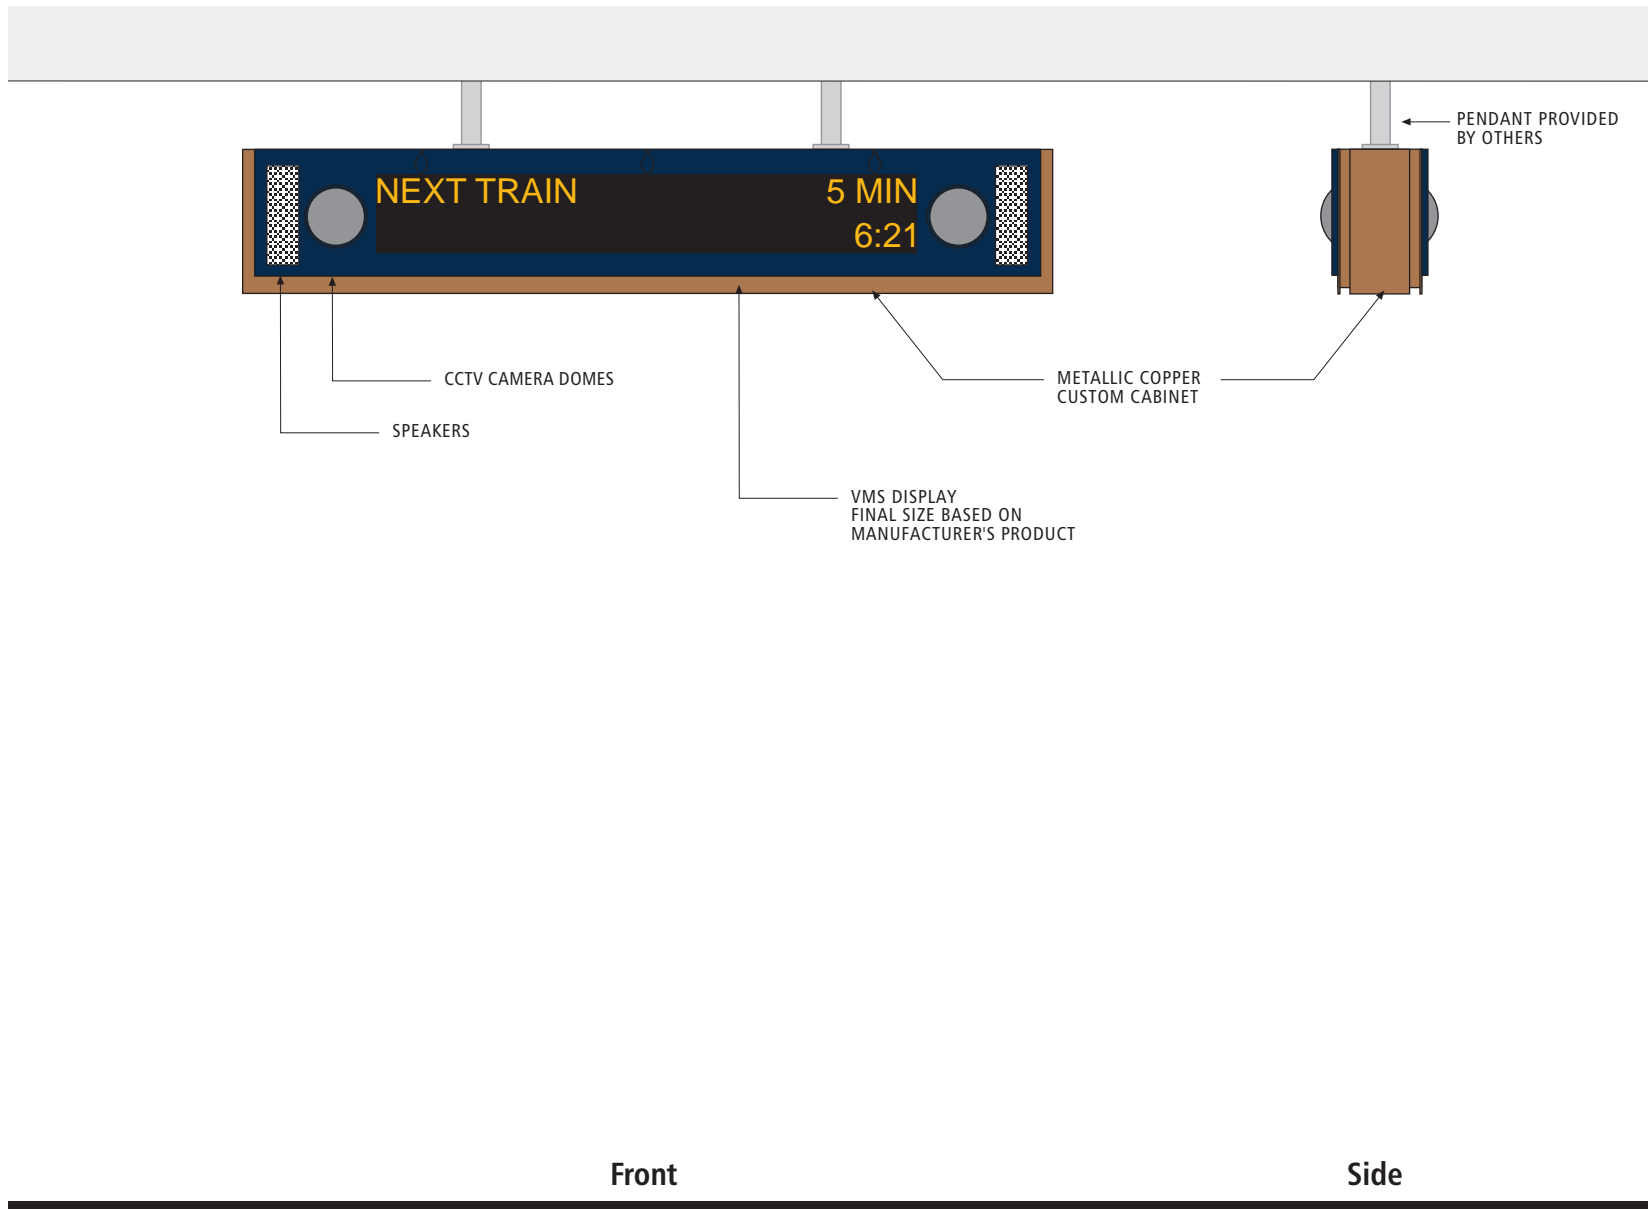 PENDANT PROVIDED
BY OTHERS
NEXT TRAIN 5 MIN
6:21
CCTV CAMERA DOMES
METALLIC COPPER
CUSTOM CABINET
SPEAKERS
VMS DISPLAY
FINAL SIZE BASED ON
MANUFACTURER'S PRODUCT
Front Side